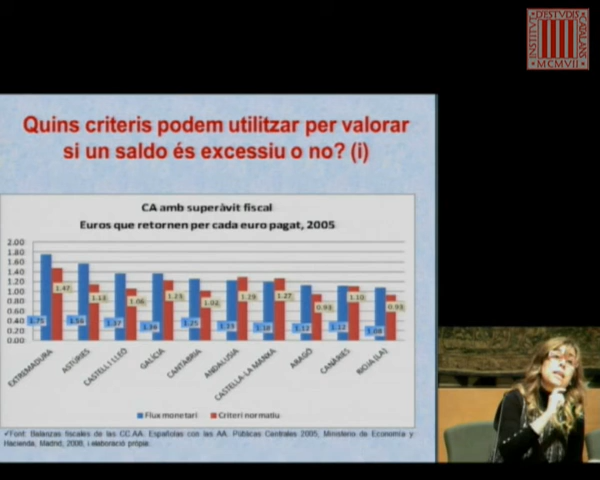 INSTITVT
D'ESTVDIS
CATALANS
MCMVII
Quins criteris podem utilitzar per valorar
si un saldo és excessiu o no? (i)
CA amb superàvit fiscal
Euros que retornen per cada euro pagat, 2005
2.00
1.80
1.60
1.40
1.20
1.00
0.80
0.60
0.40
0.20
0.00
1.75 1.47 1.56 1.13 1.37 1.06 1.36 1.23 1.25 1.02 1.23 1.29 1.18 1.27 1.12 0.93 1.12 1.10 1.08 0.93
EXTREMADURA ASTÚRIES CASTELL I LLEÓ GALÍCIA CANTÀBRIA ANDALUSIA CASTELLA-LA MANXA ARAGÓ CANÀRIES RIOJA (LA)
Flux monetari Criteri normatiu
✓Font: Balanzas fiscales de las CC.AA. Españolas con las AA. Públicas Centrales 2005, Ministerio de Economía y
Hacienda, Madrid, 2008, i elaboració pròpia.